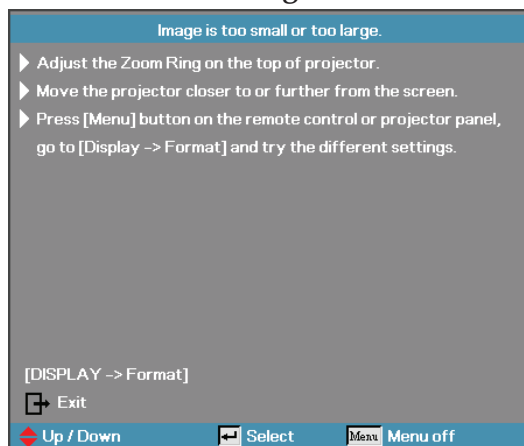 Image is too small or too large.
Adjust the Zoom Ring on the top of projector.
Move the projector closer to or further from the screen.
Press [Menu] button on the remote control or projector panel,
go to [Display -> Format] and try the different settings.
[DISPLAY -> Format]
Exit
Up / Down Select Menu Menu off